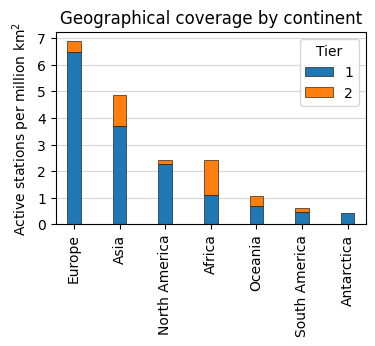 Geographical coverage by continent
Active stations per million km²
7
6
5
4
3
2
1
0
Tier
1
2
Europe
Asia
North America
Africa
Oceania
South America
Antarctica